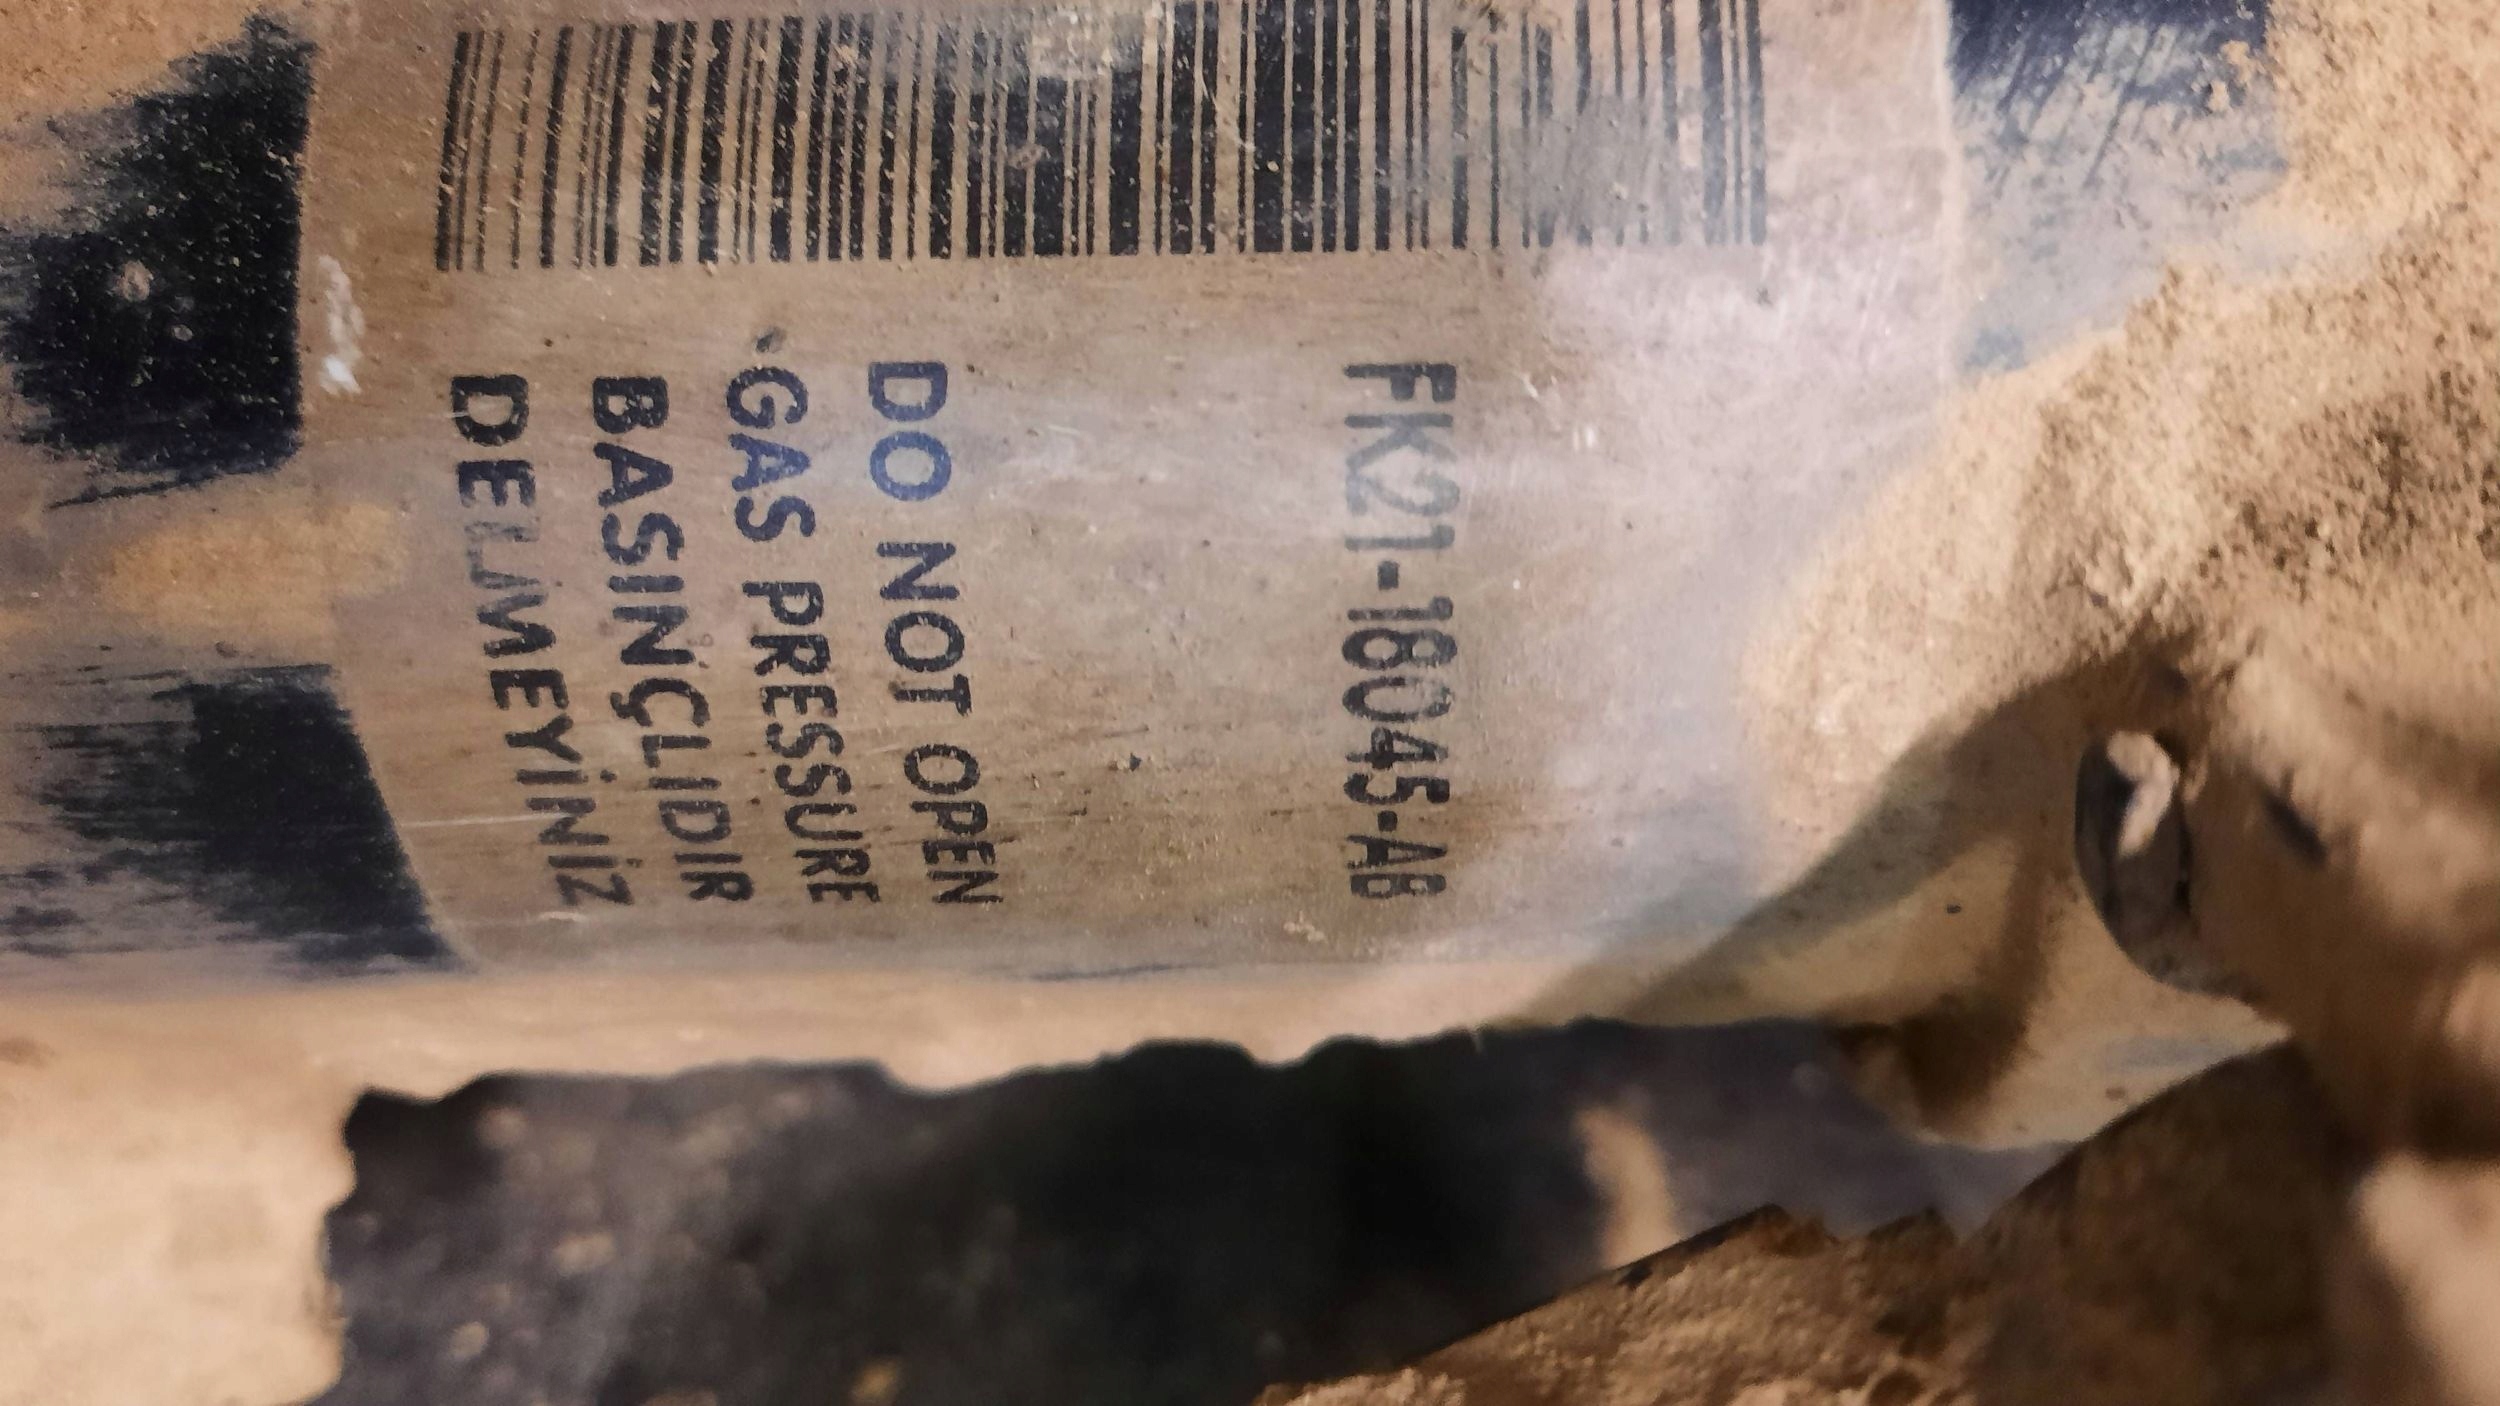 FK21-18045-AB
DO NOT OPEN
GAS PRESSURE
BASINÇLIDIR
DELMEYİNİZ